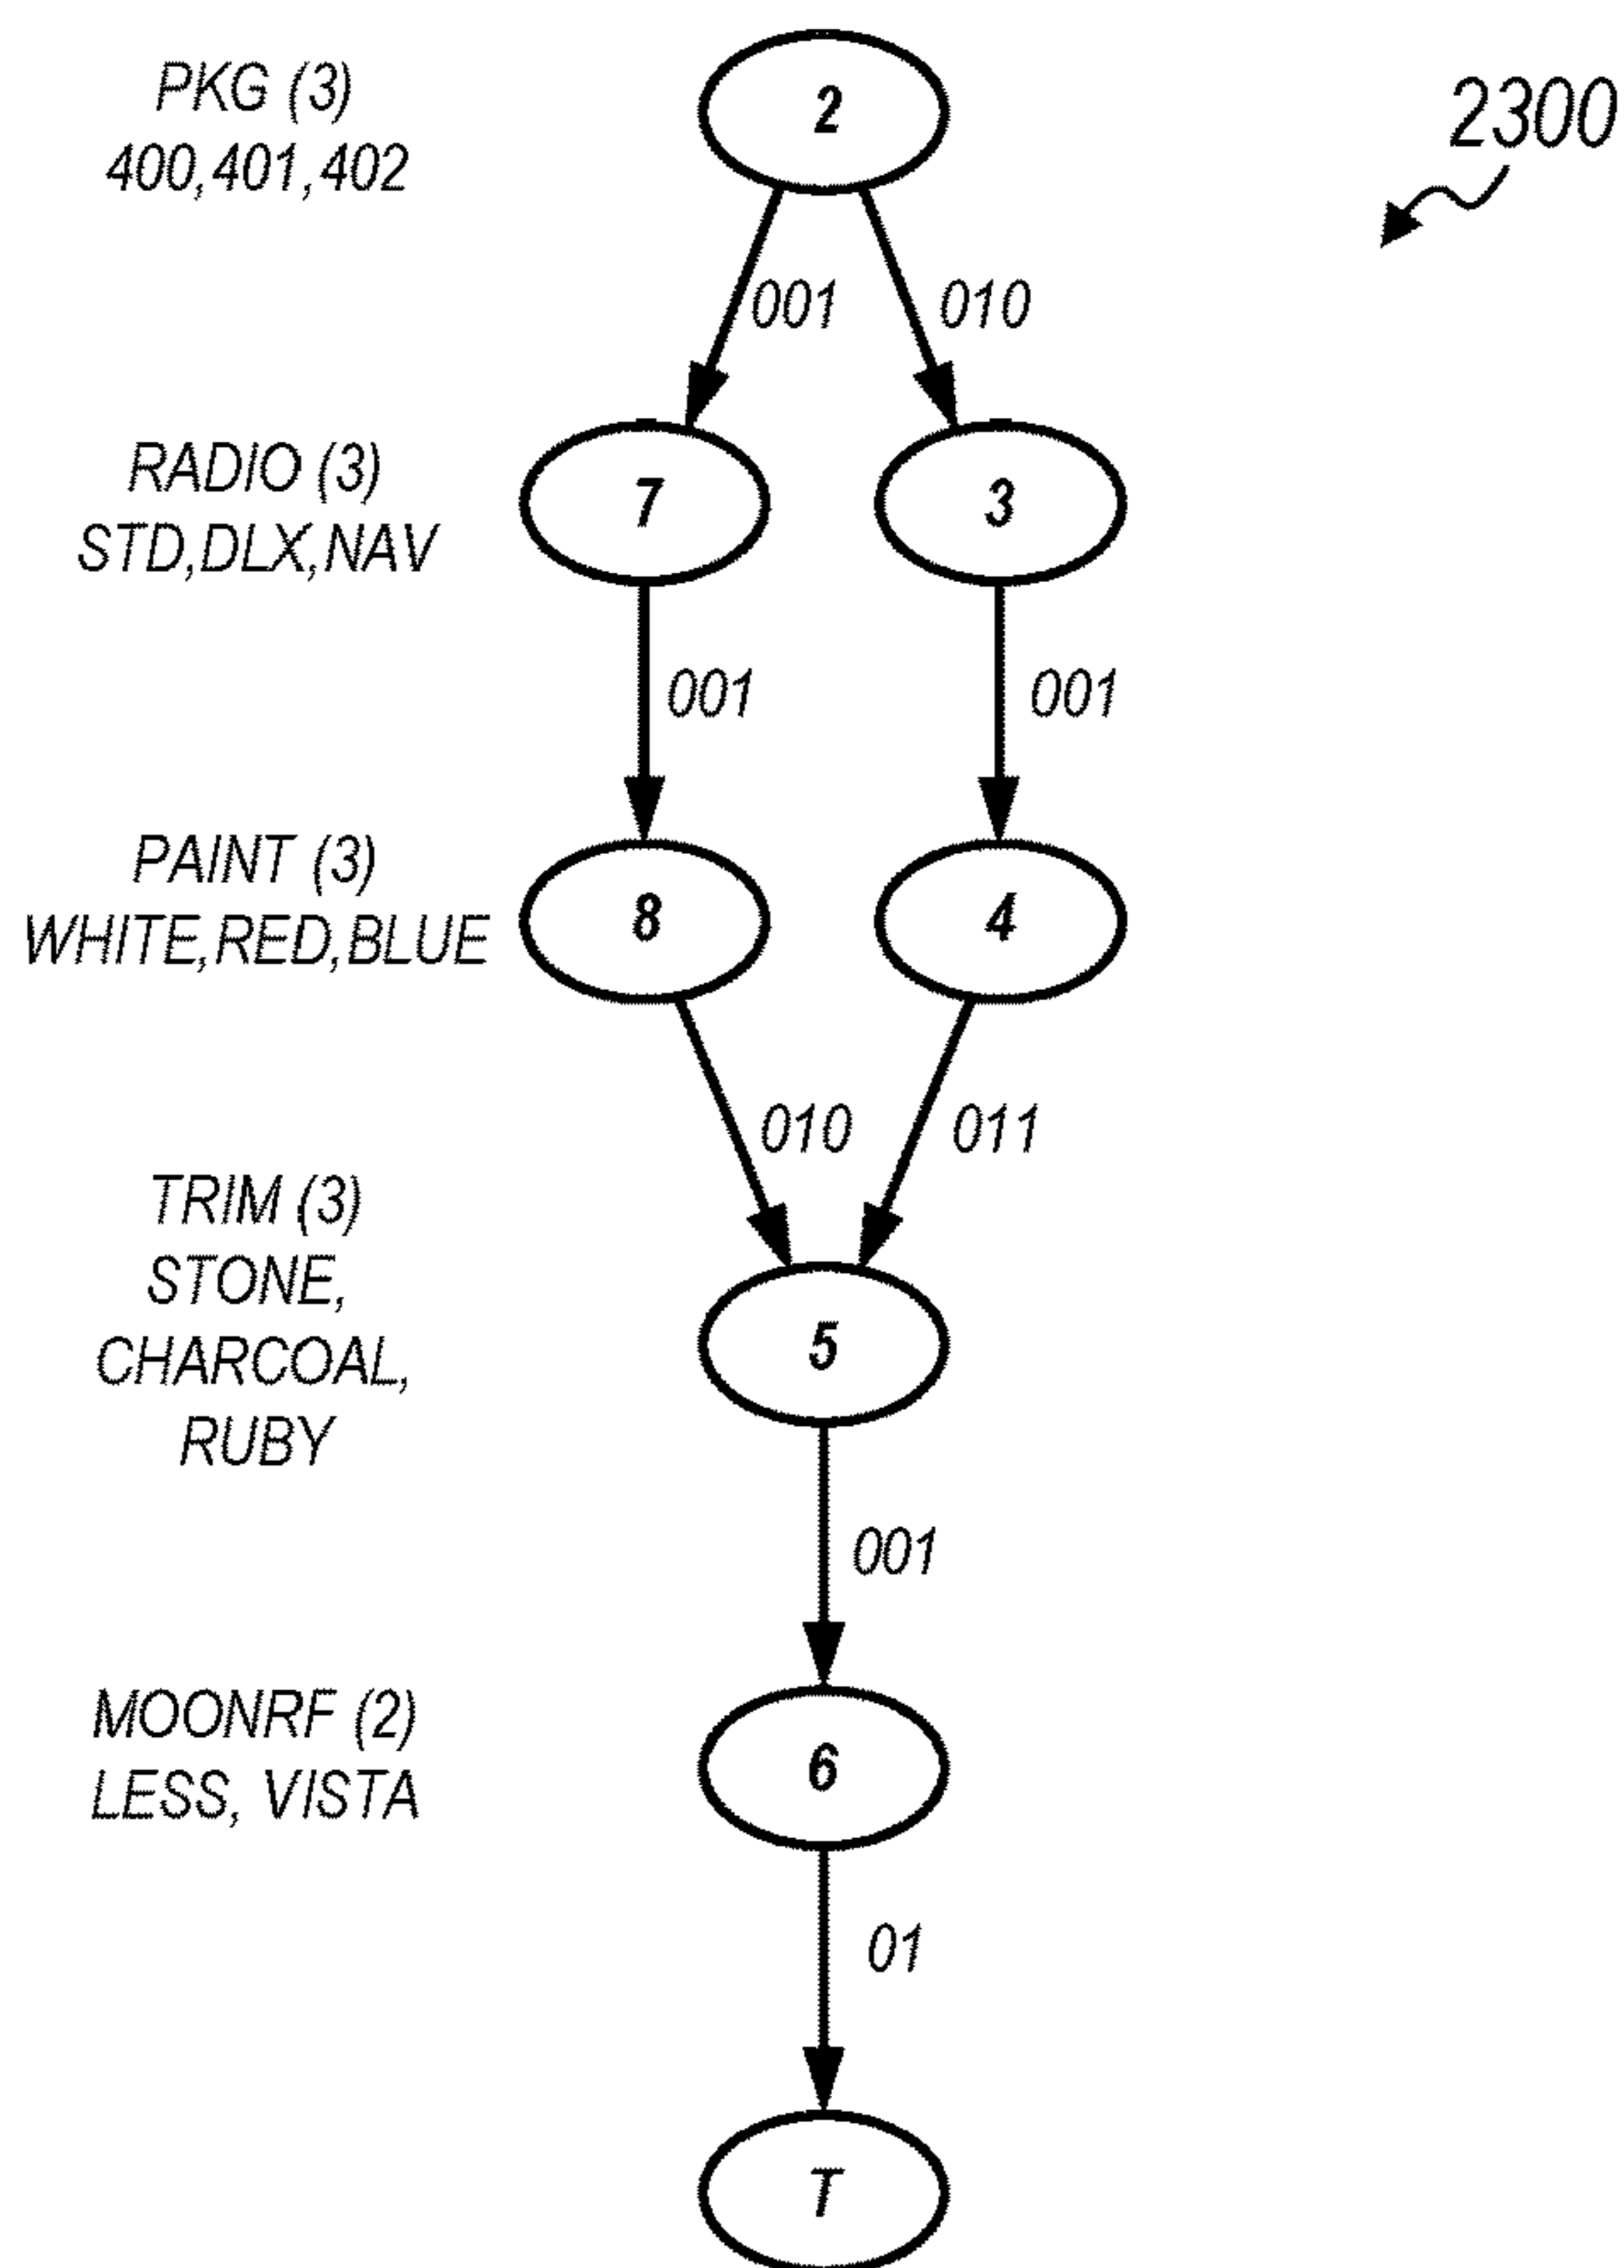 PKG (3)
400,401,402
2
2300
001
010
RADIO (3)
STD,DLX,NAV
7
3
001
001
PAINT (3)
WHITE,RED,BLUE
8
4
010
011
TRIM (3)
STONE,
CHARCOAL,
RUBY
5
001
MOONRF (2)
LESS, VISTA
6
01
T